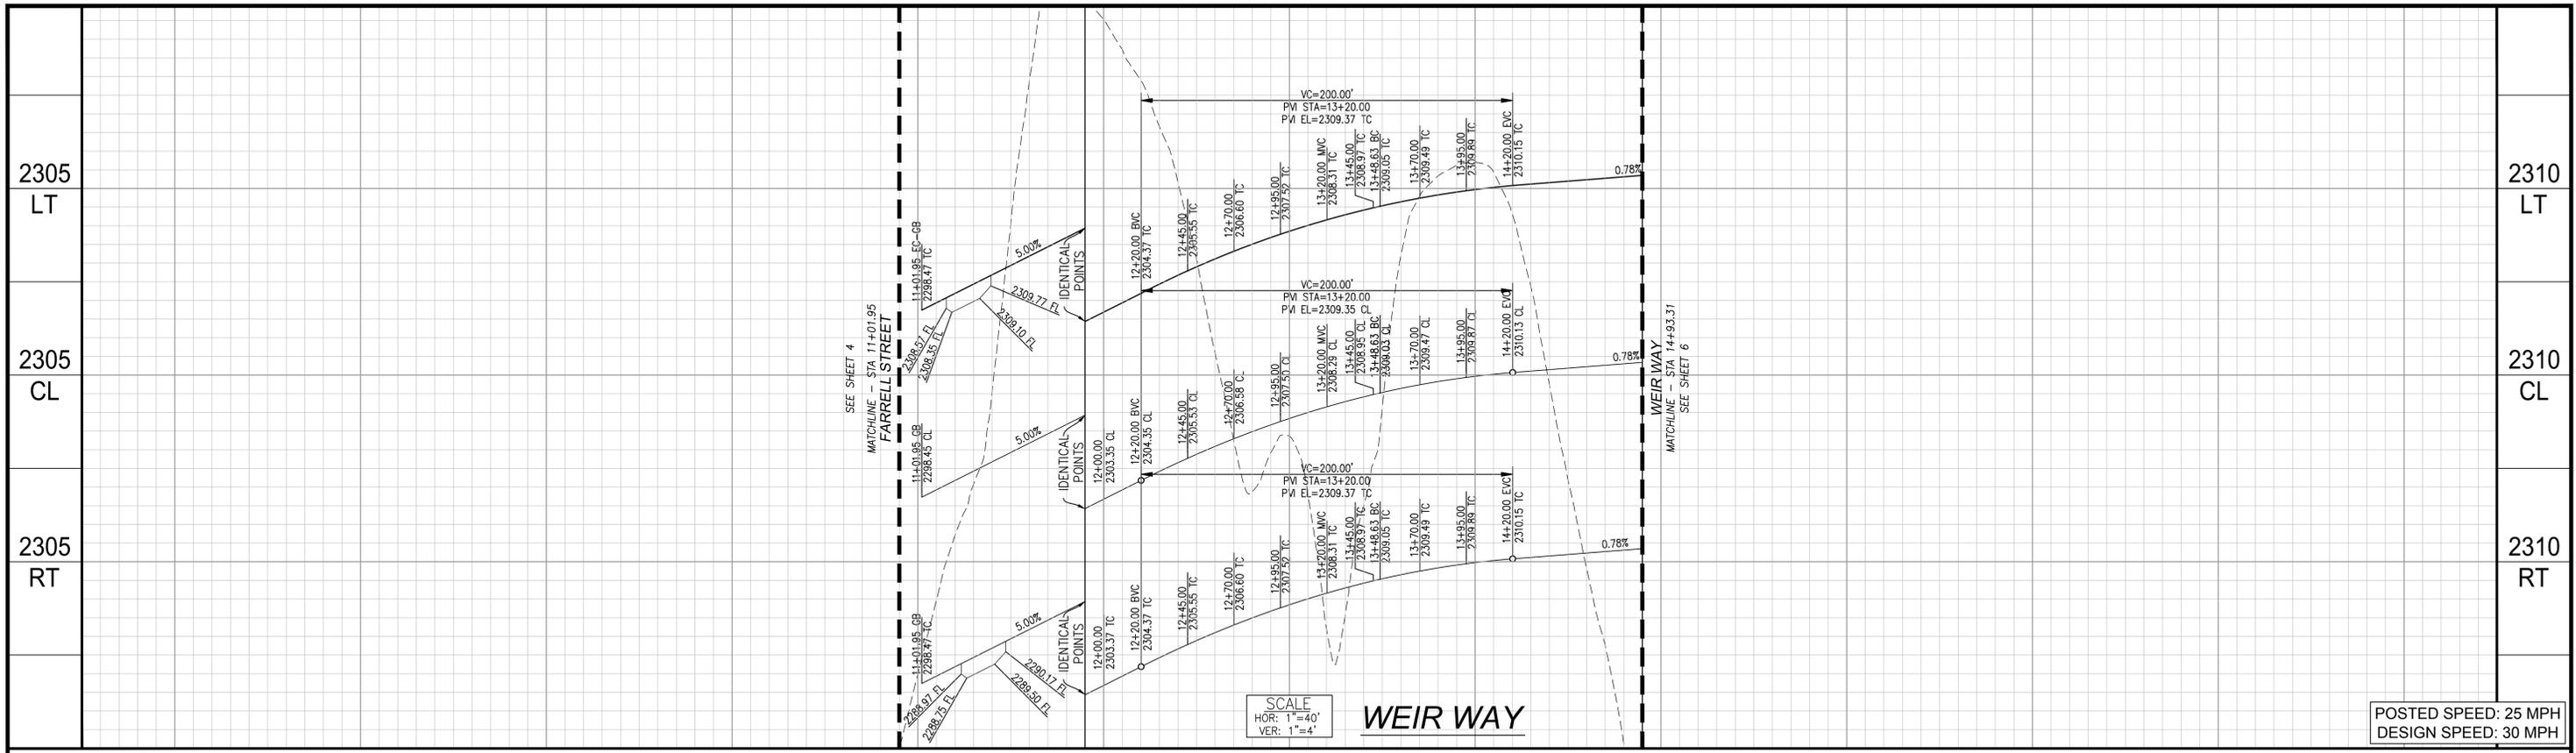 2305
LT
2305
CL
2305
RT
SEE SHEET 4
MATCHLINE - STA 11+01.95
FARRELL STREET
11+01.95 EC-GB
2298.47 TC
5.00%
2308.57 FL
2308.35 FL
2309.77 FL
2309.10 FL
IDENTICAL
POINTS
VC=200.00'
PVI STA=13+20.00
PVI EL=2309.37 TC
12+20.00 BVC
2304.37 TC
12+45.00
2305.55 TC
12+70.00
2306.60 TC
12+95.00
2307.52 TC
13+20.00 MVC
2308.31 TC
13+45.00
2308.97 TC
13+48.63 BC
2309.05 TC
13+70.00
2309.49 TC
13+95.00
2309.89 TC
14+20.00 EVC
2310.15 TC
0.78%
11+01.95 GB
2298.45 CL
5.00%
IDENTICAL
POINTS
12+00.00
2303.35 CL
VC=200.00'
PVI STA=13+20.00
PVI EL=2309.35 CL
12+20.00 BVC
2304.35 CL
12+45.00
2305.53 CL
12+70.00
2306.58 CL
12+95.00
2307.50 CL
13+20.00 MVC
2308.29 CL
13+45.00
2308.95 CL
13+48.63 BC
2309.03 CL
13+70.00
2309.47 CL
13+95.00
2309.87 CL
14+20.00 EVC
2310.13 CL
0.78%
11+01.95 GB
2298.47 TC
5.00%
2288.97 FL
2288.75 FL
2290.17 FL
2289.50 FL
IDENTICAL
POINTS
12+00.00
2303.37 TC
VC=200.00'
PVI STA=13+20.00
PVI EL=2309.37 TC
12+20.00 BVC
2304.37 TC
12+45.00
2305.55 TC
12+70.00
2306.60 TC
12+95.00
2307.52 TC
13+20.00 MVC
2308.31 TC
13+45.00
2308.97 TC
13+48.63 BC
2309.05 TC
13+70.00
2309.49 TC
13+95.00
2309.89 TC
14+20.00 EVC
2310.15 TC
0.78%
WEIR WAY
MATCHLINE - STA 14+93.31
SEE SHEET 6
SCALE
HOR: 1"=40'
VER: 1"=4'
WEIR WAY
2310
LT
2310
CL
2310
RT
POSTED SPEED: 25 MPH
DESIGN SPEED: 30 MPH